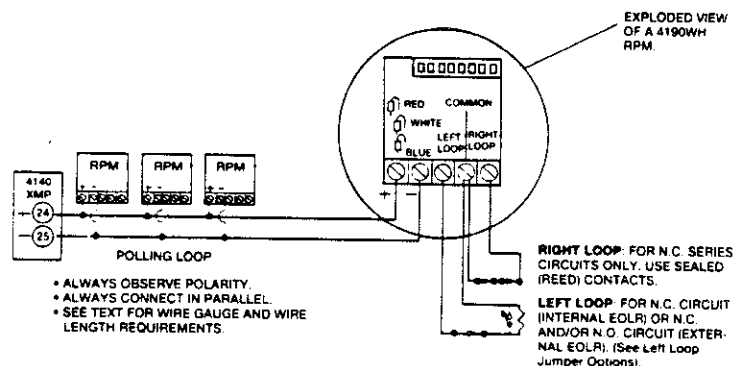 EXPLODED VIEW
OF A 4190WH
RPM.
RED
COMMON
WHITE
LEFT
LOOP
RIGHT
LOOP
BLUE
+ -
RPM
RPM
RPM
+ -
+ -
+ -
4140
XMP
+ 24
- 25
POLLING LOOP
• ALWAYS OBSERVE POLARITY.
• ALWAYS CONNECT IN PARALLEL.
• SEE TEXT FOR WIRE GAUGE AND WIRE
LENGTH REQUIREMENTS.
RIGHT LOOP: FOR N.C. SERIES
CIRCUITS ONLY. USE SEALED
(REED) CONTACTS.
LEFT LOOP: FOR N.C. CIRCUIT
(INTERNAL EOLR) OR N.C.
AND/OR N.O. CIRCUIT (EXTER-
NAL EOLR). (See Left Loop
Jumper Options).